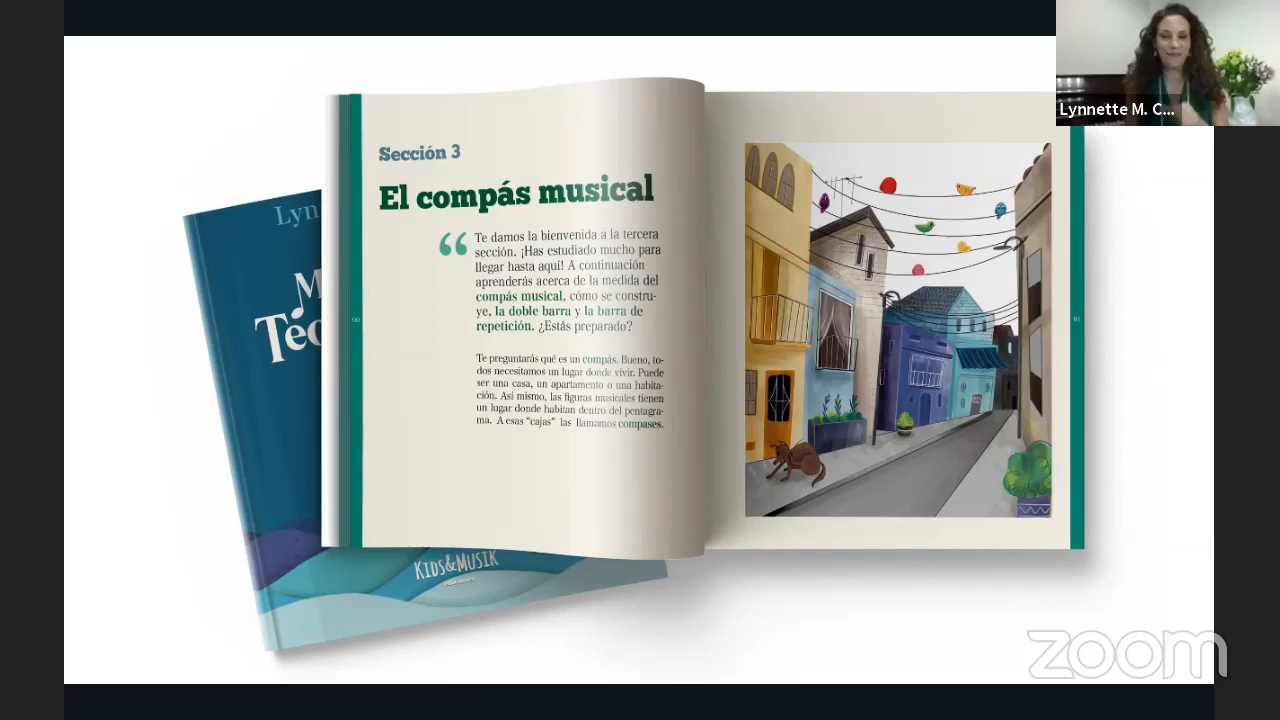 Lynnette M. C...
Sección 3
El compás musical
“ Te damos la bienvenida a la tercera
sección. ¡Has estudiado mucho para
llegar hasta aquí! A continuación
aprenderás acerca de la medida del
compás musical, cómo se constru-
ye, la doble barra y la barra de
repetición. ¿Estás preparado?
Te preguntarás qué es un compás. Bueno, to-
dos necesitamos un lugar donde vivir. Puede
ser una casa, un apartamento o una habita-
ción. Así mismo, las figuras musicales tienen
un lugar donde habitan dentro del pentagra-
ma. A esas "cajas" las llamamos compases.
90
Lyn
M
Teo
KIDS&MUSIK
ediciones
zoom